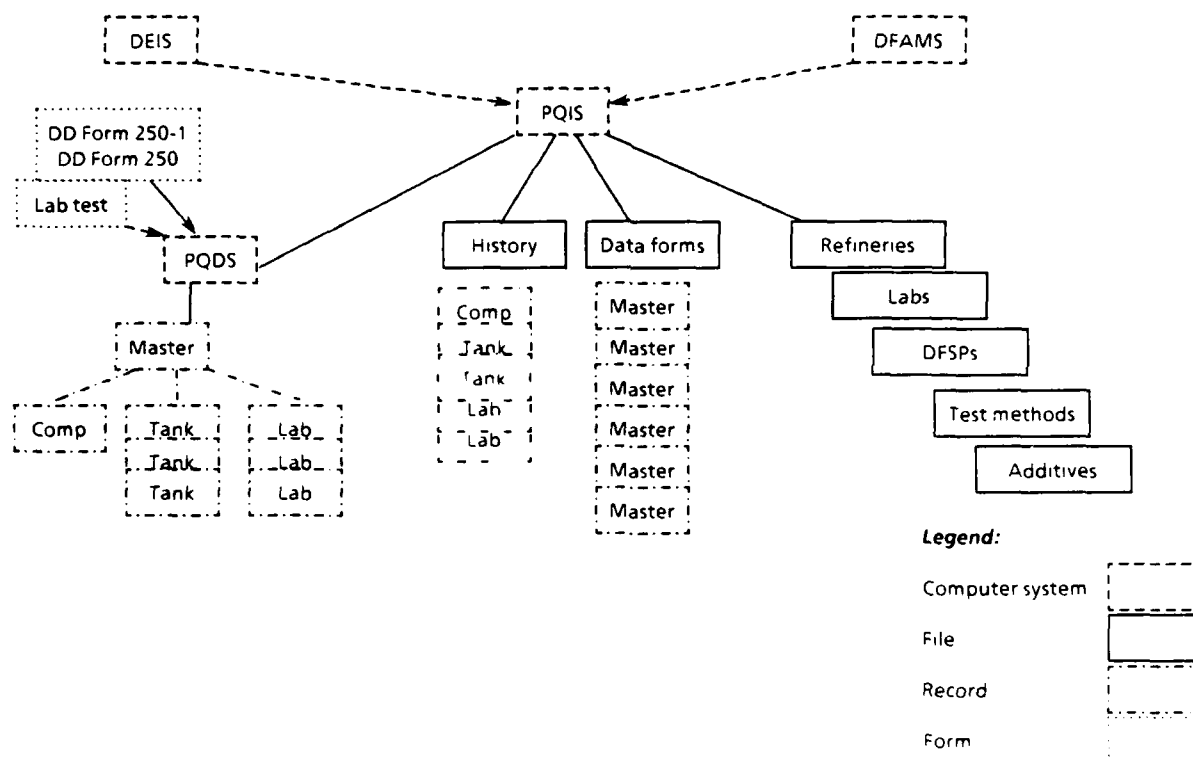 DEIS
DFAMS
PQIS
DD Form 250-1
DD Form 250
Lab test
PQDS
History
Data forms
Refineries
Labs
DFSPs
Test methods
Additives
Master
Comp
Tank
Tank
Tank
Lab
Lab
Lab
Comp
Tank
Tank
Lab
Lab
Master
Master
Master
Master
Master
Master
Legend:
Computer system
File
Record
Form